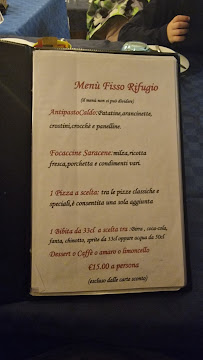 Menù Fisso Rifugio
(Il menù non si può dividere)
AntipastoCaldo:Patatine,arancinette,
crostini,crocchè e panelline.
Focaccine Saracene:milza,ricotta
fresca,porchetta e condimenti vari.
1 Pizza a scelta: tra le pizze classiche e
speciali,è consentita una sola aggiunta
1 Bibita da 33cl a scelta tra :Birra , coca-cola,
fanta, chinotto, sprite da 33cl oppure acqua da 50cl
Dessert o Caffè o amaro o limoncello
€15.00 a persona
(escluso dalle carte sconto)